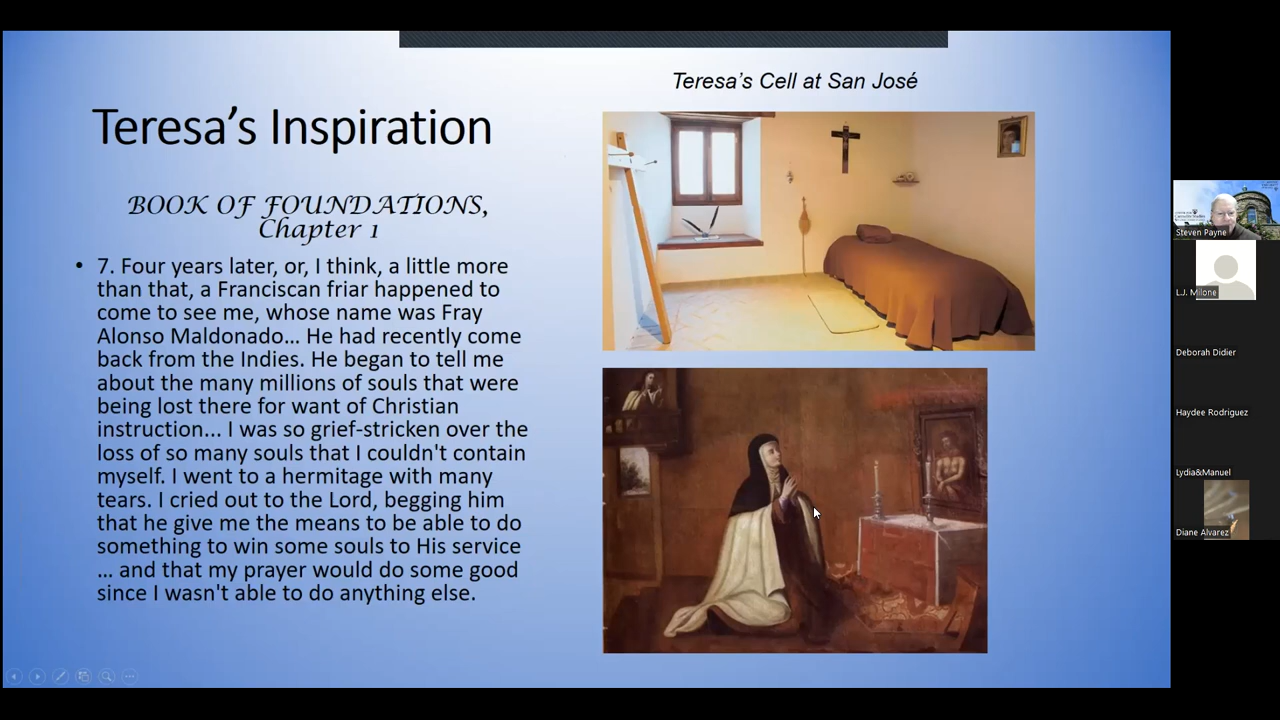 Teresa’s Inspiration
BOOK OF FOUNDATIONS,
Chapter 1
• 7. Four years later, or, I think, a little more
than that, a Franciscan friar happened to
come to see me, whose name was Fray
Alonso Maldonado... He had recently come
back from the Indies. He began to tell me
about the many millions of souls that were
being lost there for want of Christian
instruction... I was so grief-stricken over the
loss of so many souls that I couldn't contain
myself. I went to a hermitage with many
tears. I cried out to the Lord, begging him
that he give me the means to be able to do
something to win some souls to His service
... and that my prayer would do some good
since I wasn't able to do anything else.
Teresa’s Cell at San José
Steven Payne
L.J. Milone
Deborah Didier
Haydee Rodriguez
Lydia&Manuel
Diane Alvarez